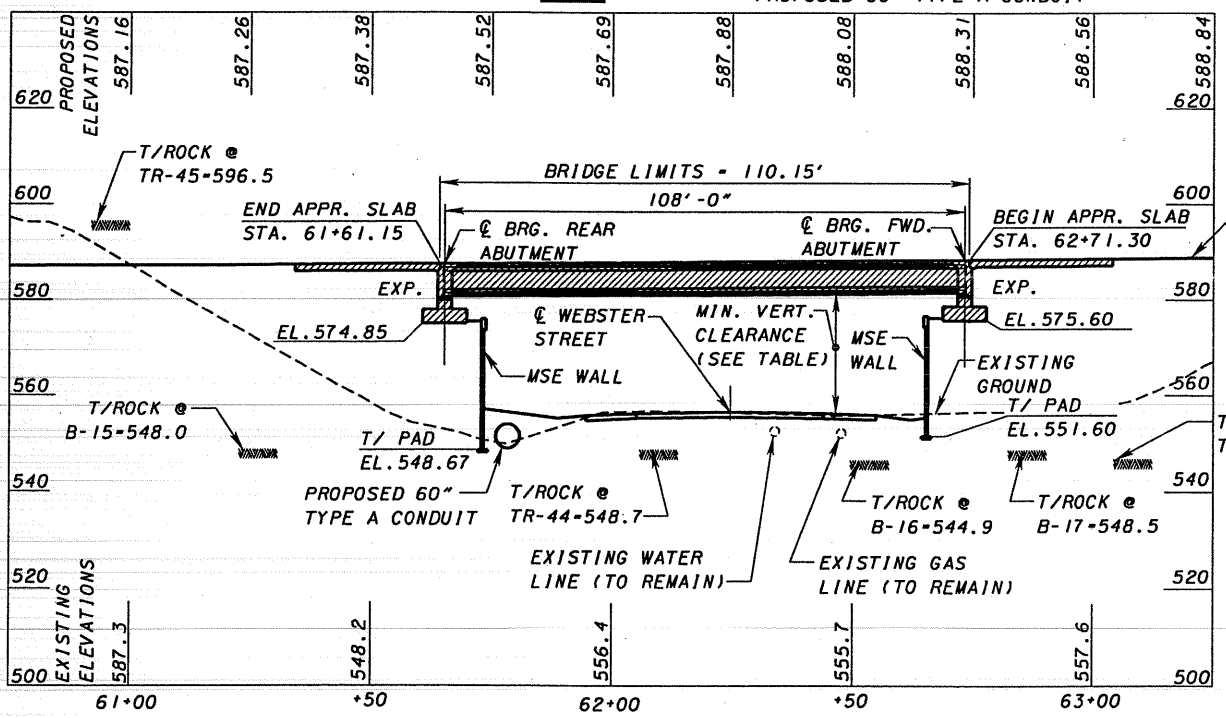 PROPOSED
ELEVATIONS
587.16
587.26
587.38
587.52
587.69
587.88
588.08
588.31
588.56
588.84
620
620
T/ROCK @
TR-45=596.5
BRIDGE LIMITS = 110.15'
108'-0"
600
600
END APPR. SLAB
STA. 61+61.15
℄ BRG. REAR
ABUTMENT
℄ BRG. FWD.
ABUTMENT
BEGIN APPR. SLAB
STA. 62+71.30
580
580
EXP.
EXP.
EL.574.85
℄ WEBSTER
STREET
MIN. VERT.
CLEARANCE
(SEE TABLE)
MSE
WALL
EL.575.60
MSE WALL
EXISTING
GROUND
560
560
T/ROCK @
B-15=548.0
T/ PAD
EL.548.67
T/ PAD
EL.551.60
540
540
PROPOSED 60"
TYPE A CONDUIT
T/ROCK @
TR-44=548.7
T/ROCK @
B-16=544.9
T/ROCK @
B-17=548.5
EXISTING WATER
LINE (TO REMAIN)
EXISTING GAS
LINE (TO REMAIN)
520
520
EXISTING
ELEVATIONS
587.3
548.2
556.4
555.7
557.6
500
500
61+00
+50
62+00
+50
63+00